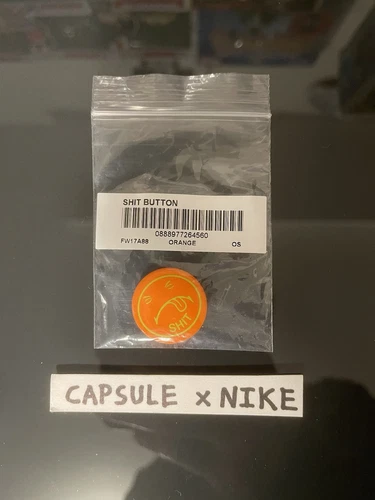 SHIT BUTTON
0888977264560
FW17A88 ORANGE OS
SHIT
CAPSULE x NIKE